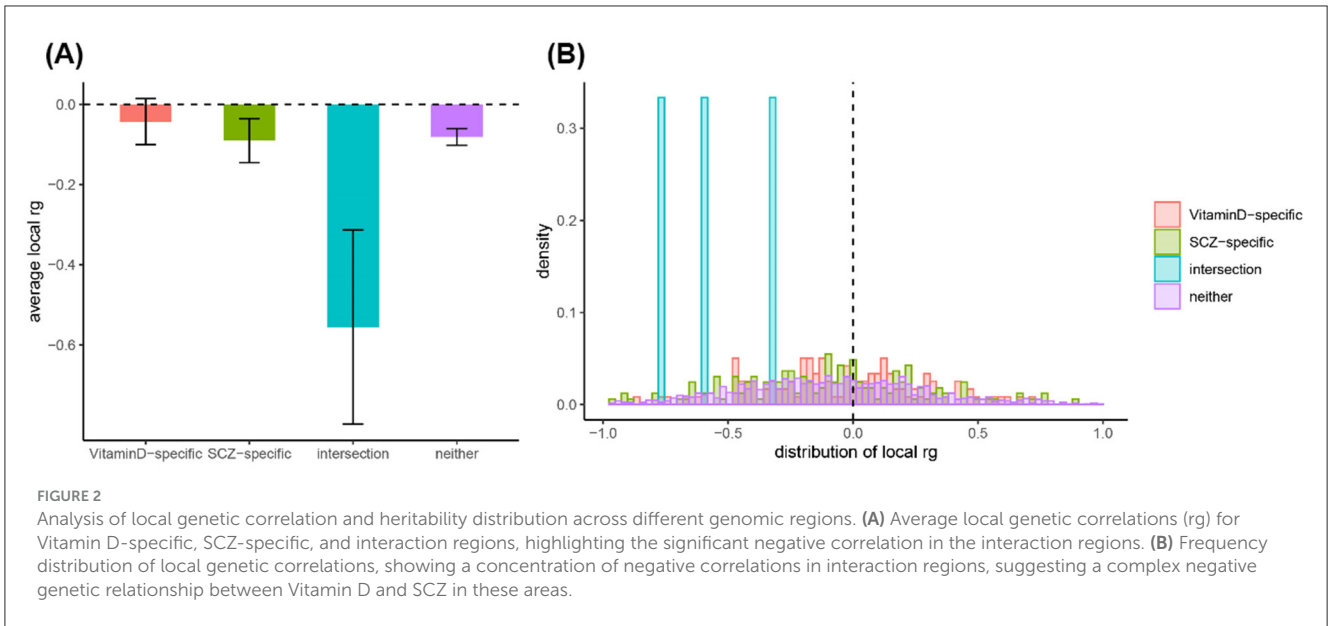 (A)
(B)
0.0
−0.2
−0.4
−0.6
average local rg
VitaminD−specific SCZ−specific intersection neither
0.3
0.2
0.1
0.0
density
−1.0 −0.5 0.0 0.5 1.0
distribution of local rg
VitaminD−specific
SCZ−specific
intersection
neither
FIGURE 2
Analysis of local genetic correlation and heritability distribution across different genomic regions. (A) Average local genetic correlations (rg) for
Vitamin D-specific, SCZ-specific, and interaction regions, highlighting the significant negative correlation in the interaction regions. (B) Frequency
distribution of local genetic correlations, showing a concentration of negative correlations in interaction regions, suggesting a complex negative
genetic relationship between Vitamin D and SCZ in these areas.